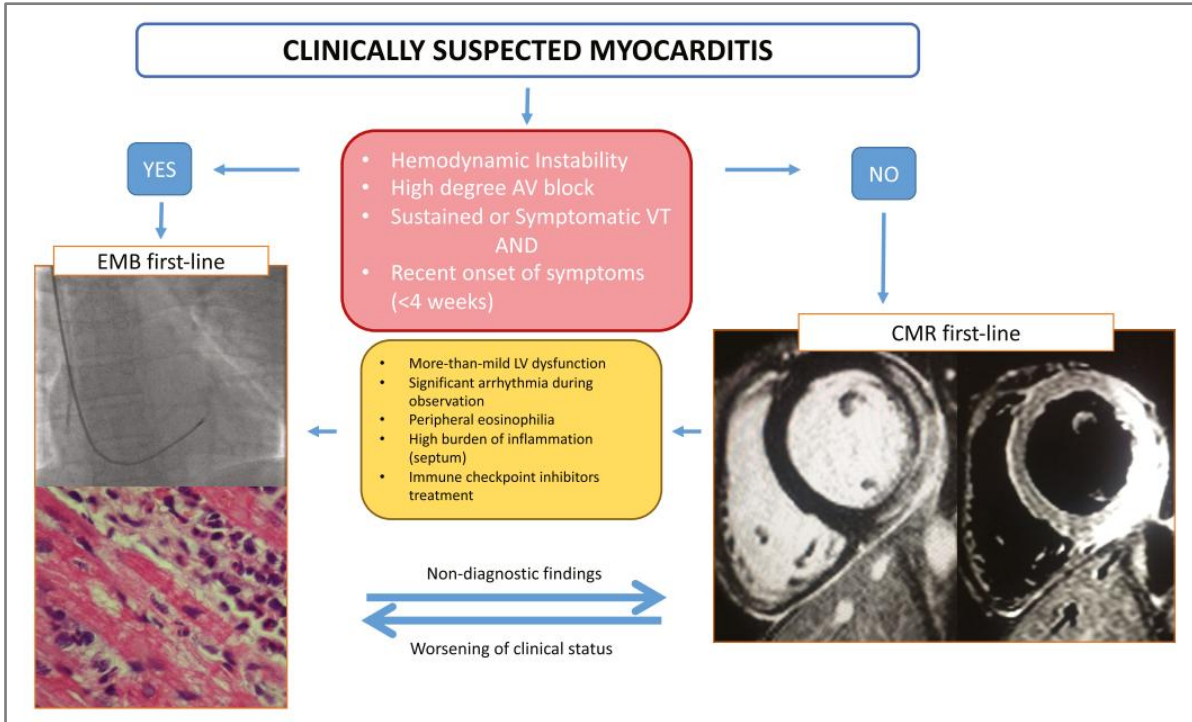 CLINICALLY SUSPECTED MYOCARDITIS
YES
• Hemodynamic Instability
• High degree AV block
• Sustained or Symptomatic VT
AND
• Recent onset of symptoms
(<4 weeks)
NO
EMB first-line
CMR first-line
• More-than-mild LV dysfunction
• Significant arrhythmia during
observation
• Peripheral eosinophilia
• High burden of inflammation
(septum)
• Immune checkpoint inhibitors
treatment
Non-diagnostic findings
Worsening of clinical status